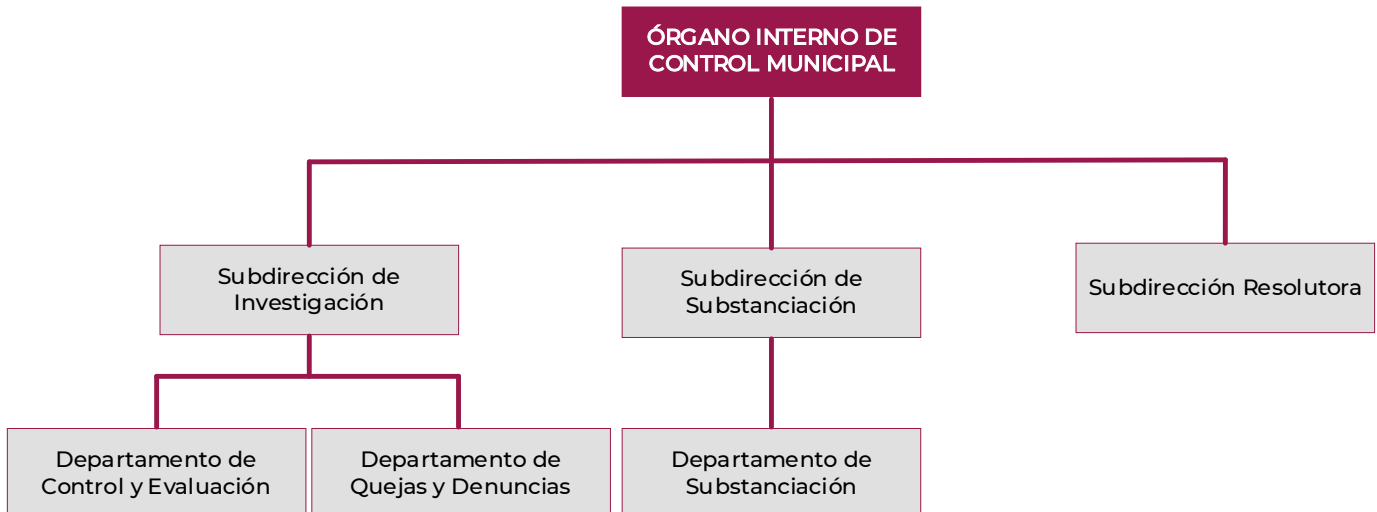 ÓRGANO INTERNO DE
CONTROL MUNICIPAL
Subdirección de
Investigación
Subdirección de
Substanciación
Subdirección Resolutora
Departamento de
Control y Evaluación
Departamento de
Quejas y Denuncias
Departamento de
Substanciación